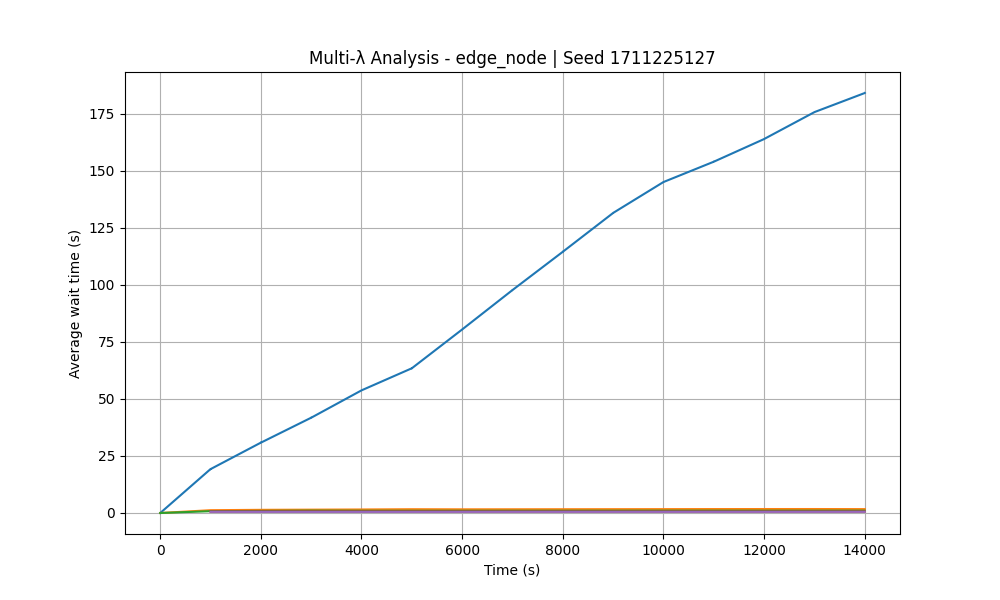 Multi-λ Analysis - edge_node | Seed 1711225127
Average wait time (s)
175
150
125
100
75
50
25
0
0 2000 4000 6000 8000 10000 12000 14000
Time (s)